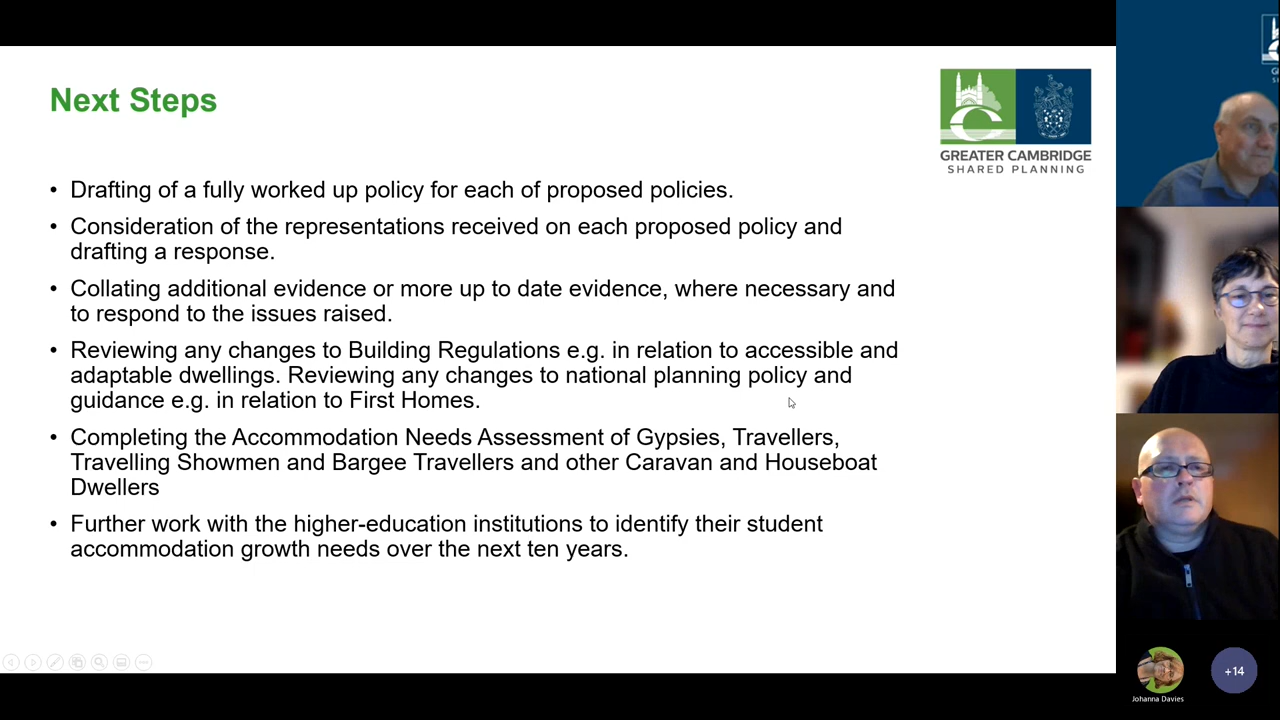 Next Steps
GREATER CAMBRIDGE
SHARED PLANNING
• Drafting of a fully worked up policy for each of proposed policies.
• Consideration of the representations received on each proposed policy and
drafting a response.
• Collating additional evidence or more up to date evidence, where necessary and
to respond to the issues raised.
• Reviewing any changes to Building Regulations e.g. in relation to accessible and
adaptable dwellings. Reviewing any changes to national planning policy and
guidance e.g. in relation to First Homes.
• Completing the Accommodation Needs Assessment of Gypsies, Travellers,
Travelling Showmen and Bargee Travellers and other Caravan and Houseboat
Dwellers
• Further work with the higher-education institutions to identify their student
accommodation growth needs over the next ten years.
Johanna Davies
+14